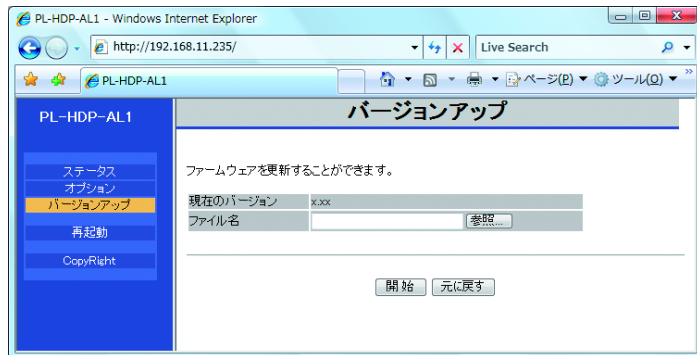 PL-HDP-AL1 - Windows Internet Explorer
http://192.168.11.235/
Live Search
PL-HDP-AL1
ページ(P)
ツール(O)
PL-HDP-AL1
ステータス
オプション
バージョンアップ
再起動
CopyRight
バージョンアップ
ファームウェアを更新することができます。
現在のバージョン x.xx
ファイル名 参照...
開始 元に戻す